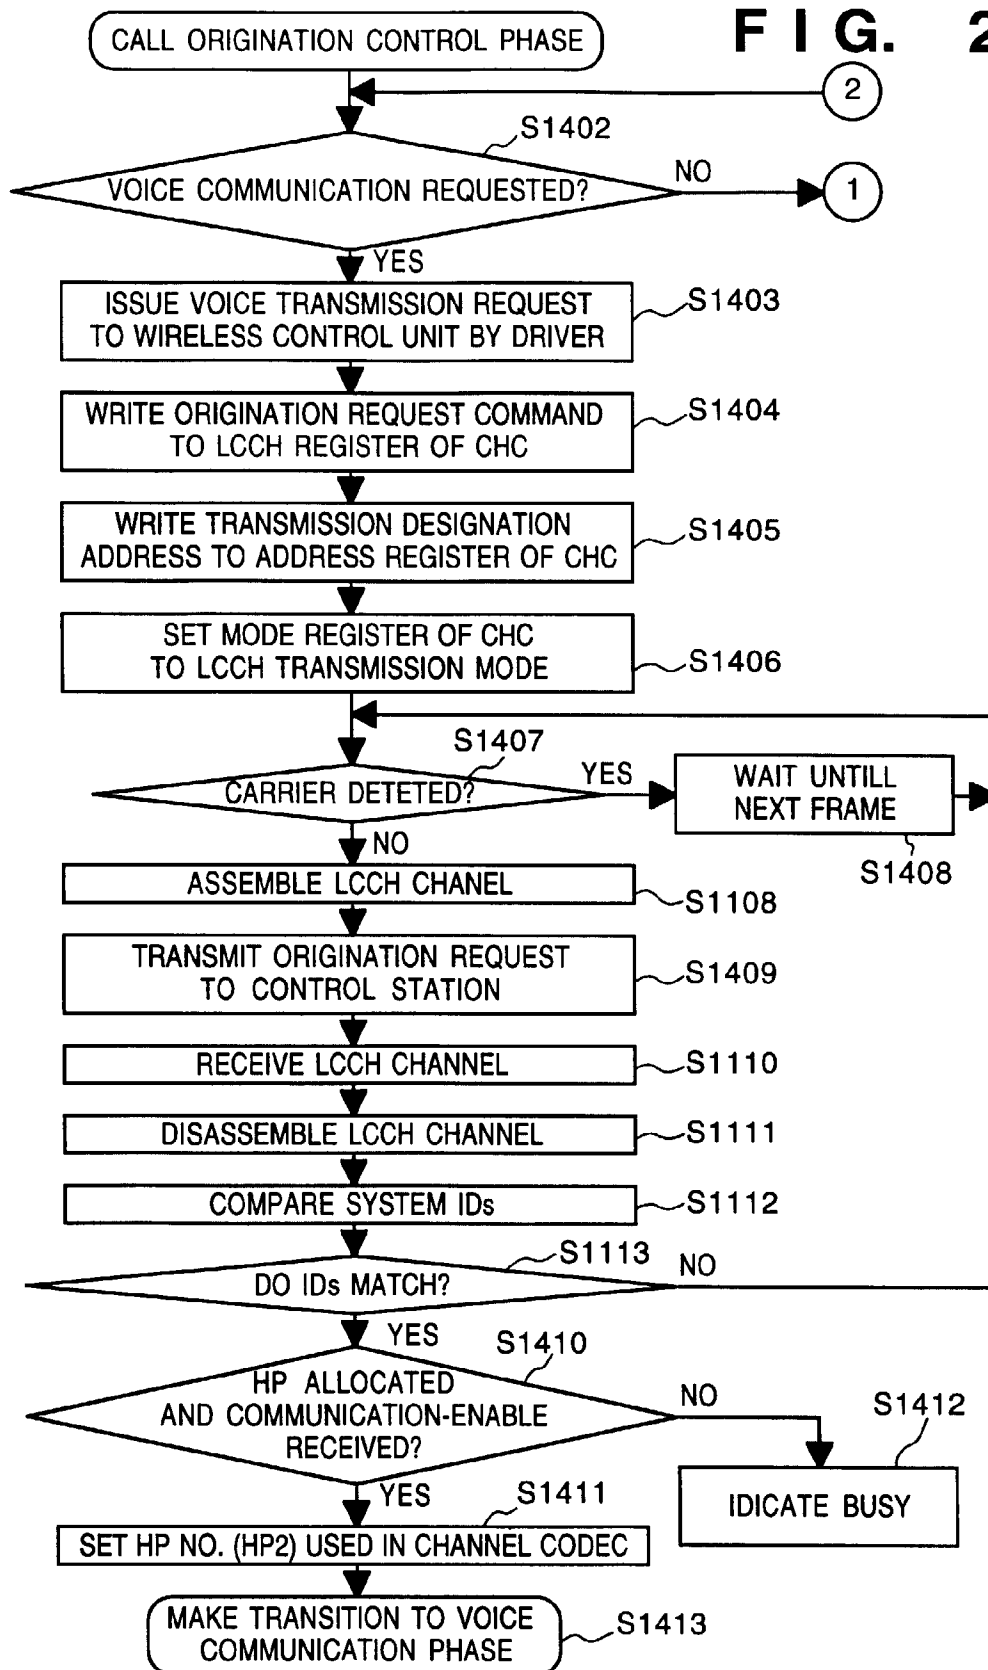 CALL ORIGINATION CONTROL PHASE
FIG. 2
2
S1402
VOICE COMMUNICATION REQUESTED?
NO
1
YES
ISSUE VOICE TRANSMISSION REQUEST
TO WIRELESS CONTROL UNIT BY DRIVER
S1403
WRITE ORIGINATION REQUEST COMMAND
TO LCCH REGISTER OF CHC
S1404
WRITE TRANSMISSION DESIGNATION
ADDRESS TO ADDRESS REGISTER OF CHC
S1405
SET MODE REGISTER OF CHC
TO LCCH TRANSMISSION MODE
S1406
S1407
CARRIER DETETED?
YES
WAIT UNTILL
NEXT FRAME
S1408
NO
ASSEMBLE LCCH CHANEL
S1108
TRANSMIT ORIGINATION REQUEST
TO CONTROL STATION
S1409
RECEIVE LCCH CHANNEL
S1110
DISASSEMBLE LCCH CHANNEL
S1111
COMPARE SYSTEM IDs
S1112
S1113
DO IDs MATCH?
NO
YES
S1410
HP ALLOCATED
AND COMMUNICATION-ENABLE
RECEIVED?
NO
S1412
IDICATE BUSY
YES
S1411
SET HP NO. (HP2) USED IN CHANNEL CODEC
MAKE TRANSITION TO VOICE
COMMUNICATION PHASE
S1413